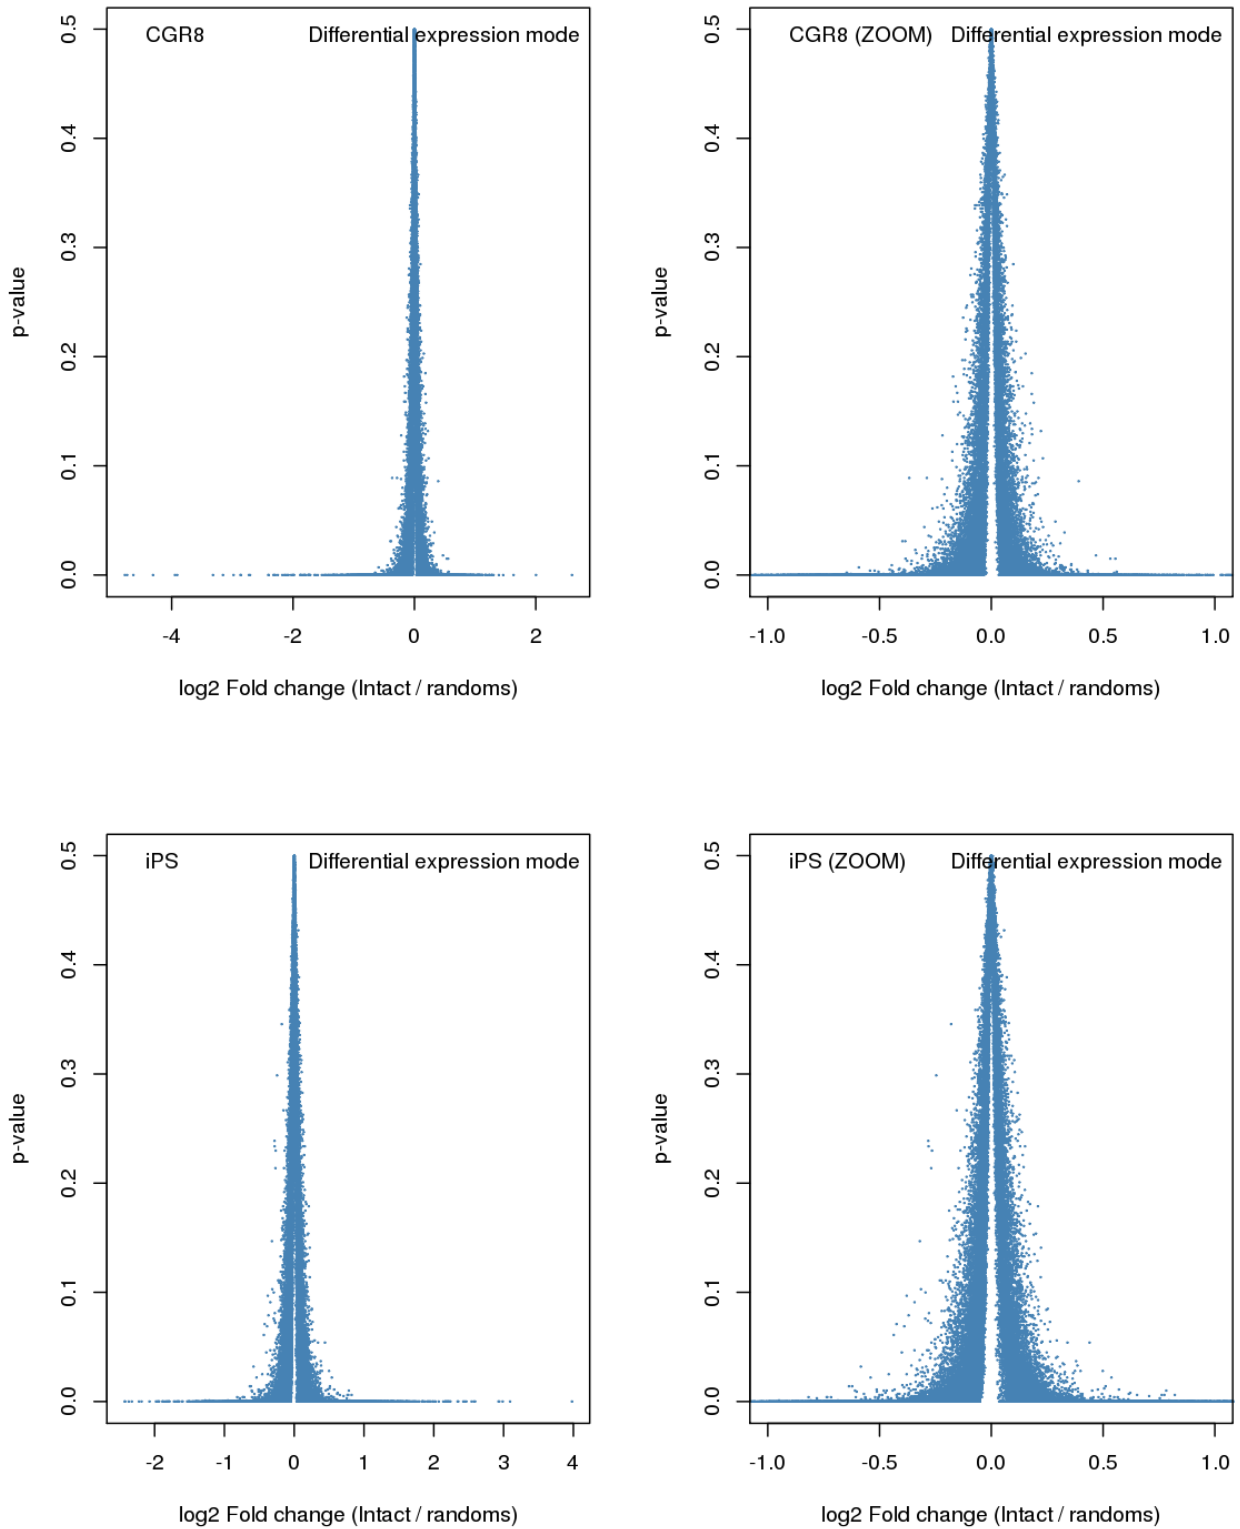 CGR8 Differential expression mode
0.5
0.4
0.3
0.2
0.1
0.0
p-value
-4 -2 0 2
log2 Fold change (Intact / randoms)
CGR8 (ZOOM) Differential expression mode
0.5
0.4
0.3
0.2
0.1
0.0
p-value
-1.0 -0.5 0.0 0.5 1.0
log2 Fold change (Intact / randoms)
iPS Differential expression mode
0.5
0.4
0.3
0.2
0.1
0.0
p-value
-2 -1 0 1 2 3 4
log2 Fold change (Intact / randoms)
iPS (ZOOM) Differential expression mode
0.5
0.4
0.3
0.2
0.1
0.0
p-value
-1.0 -0.5 0.0 0.5 1.0
log2 Fold change (Intact / randoms)